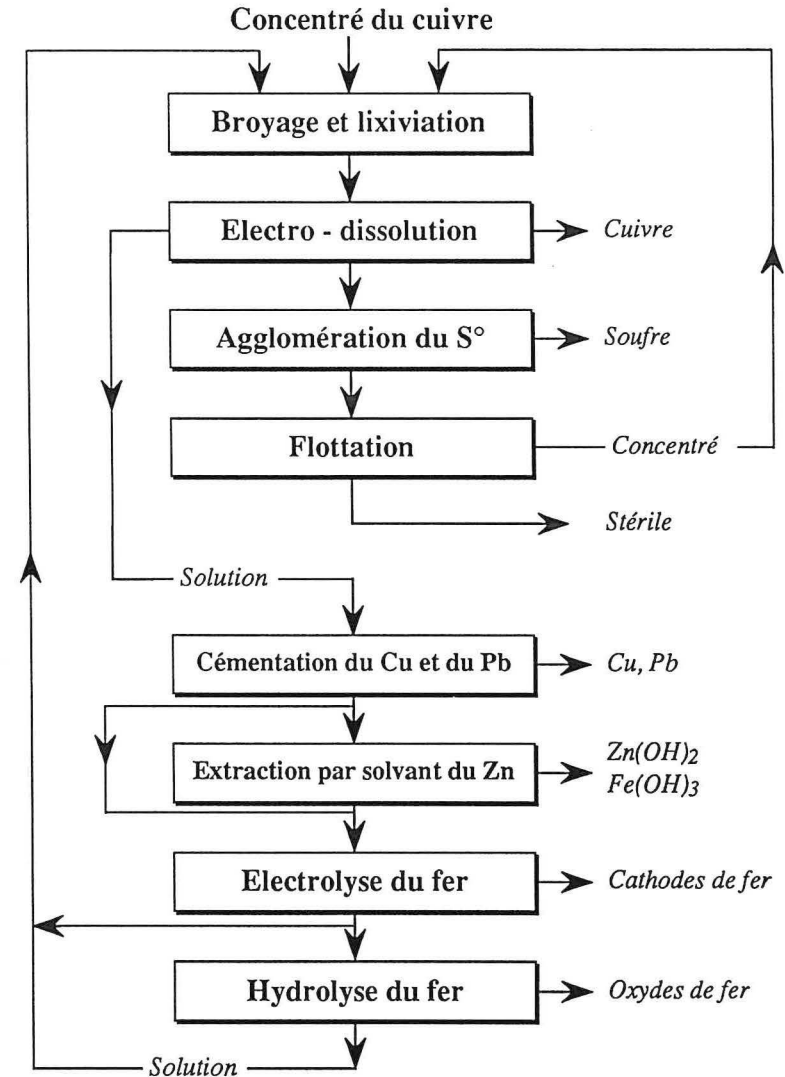 Concentré du cuivre
Broyage et lixiviation
Electro - dissolution
Cuivre
Agglomération du S°
Soufre
Flottation
Concentré
Stérile
Solution
Cémentation du Cu et du Pb
Cu, Pb
Extraction par solvant du Zn
Zn(OH)2
Fe(OH)3
Electrolyse du fer
Cathodes de fer
Hydrolyse du fer
Oxydes de fer
Solution